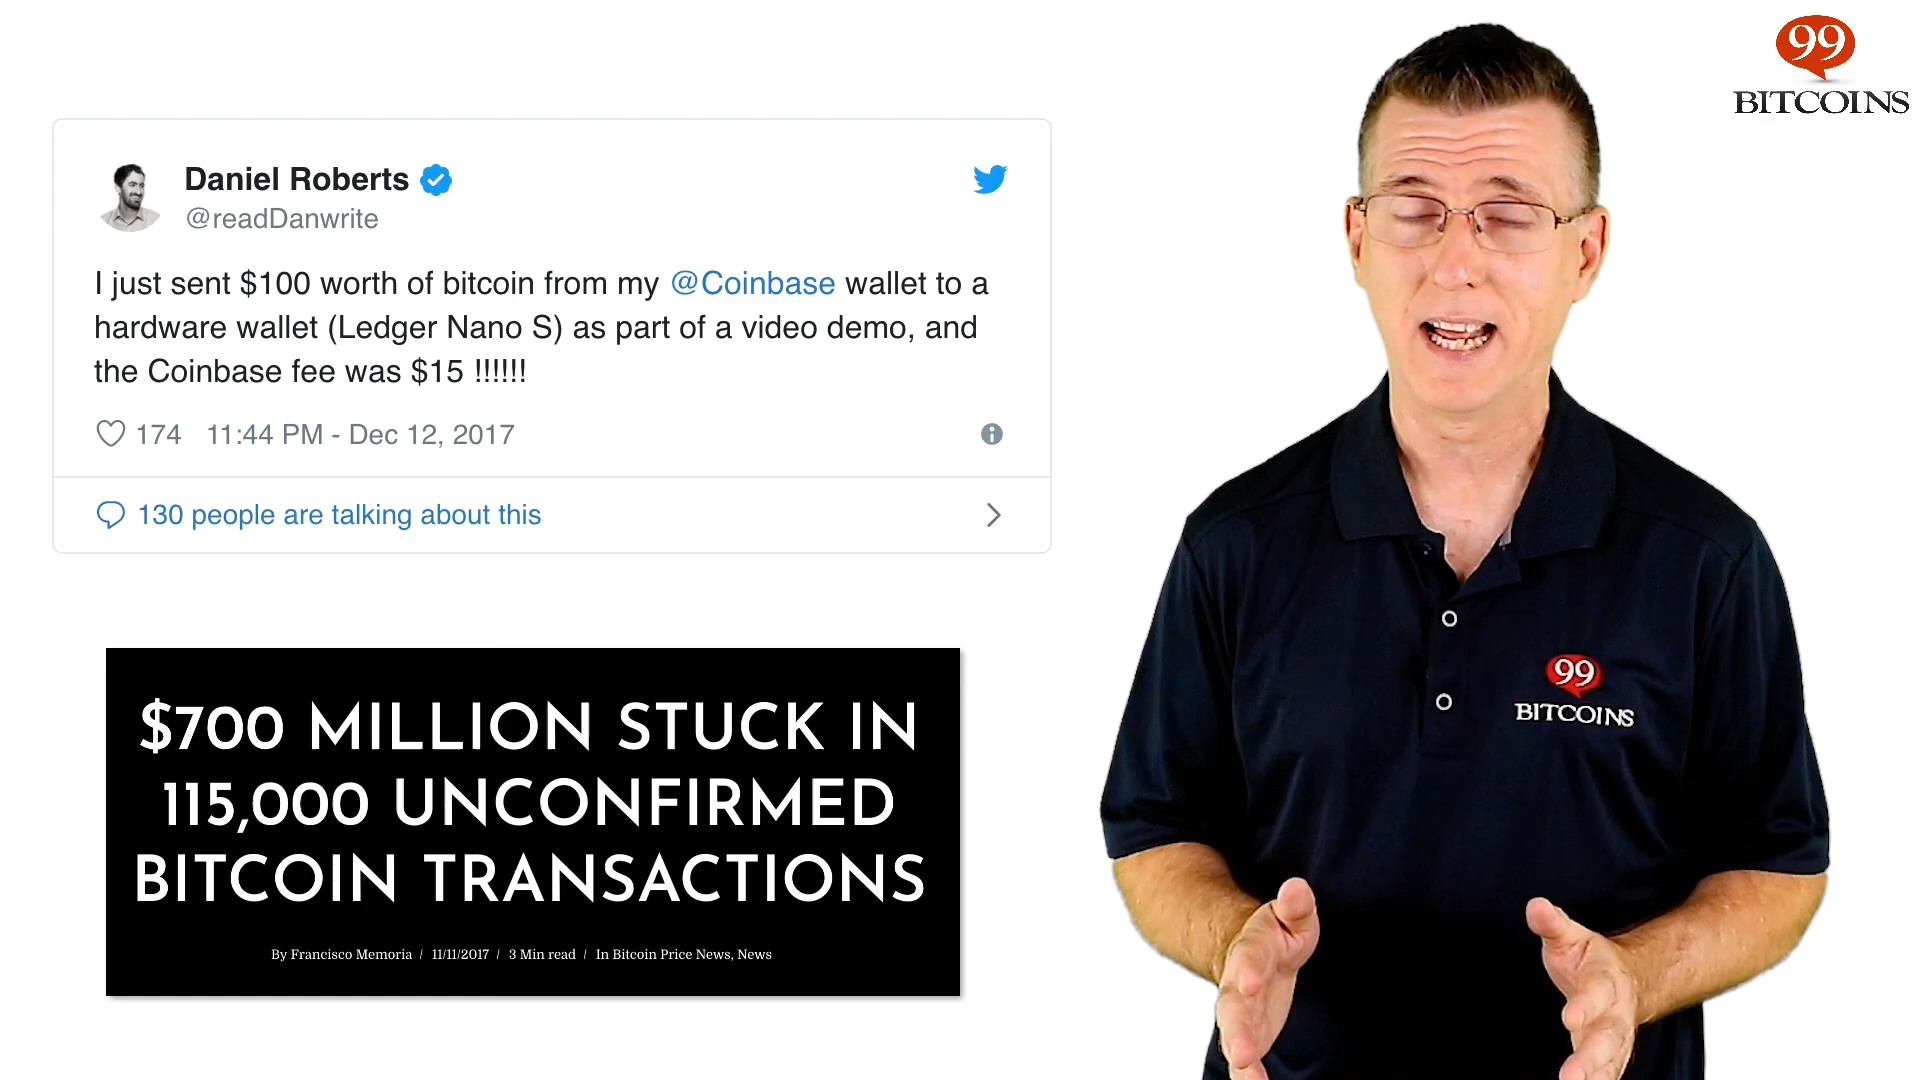 99
BITCOINS
Daniel Roberts
@readDanwrite
I just sent $100 worth of bitcoin from my @Coinbase wallet to a
hardware wallet (Ledger Nano S) as part of a video demo, and
the Coinbase fee was $15 !!!!!!
174 11:44 PM - Dec 12, 2017
130 people are talking about this
$700 MILLION STUCK IN
115,000 UNCONFIRMED
BITCOIN TRANSACTIONS
By Francisco Memoria / 11/11/2017 / 3 Min read / In Bitcoin Price News, News
99
BITCOINS